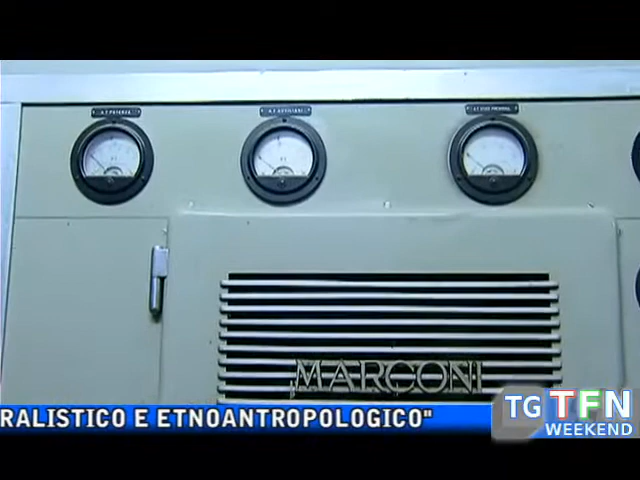 MARCONI
RALISTICO E ETNOANTROPOLOGICO"
TG TFN
WEEKEND